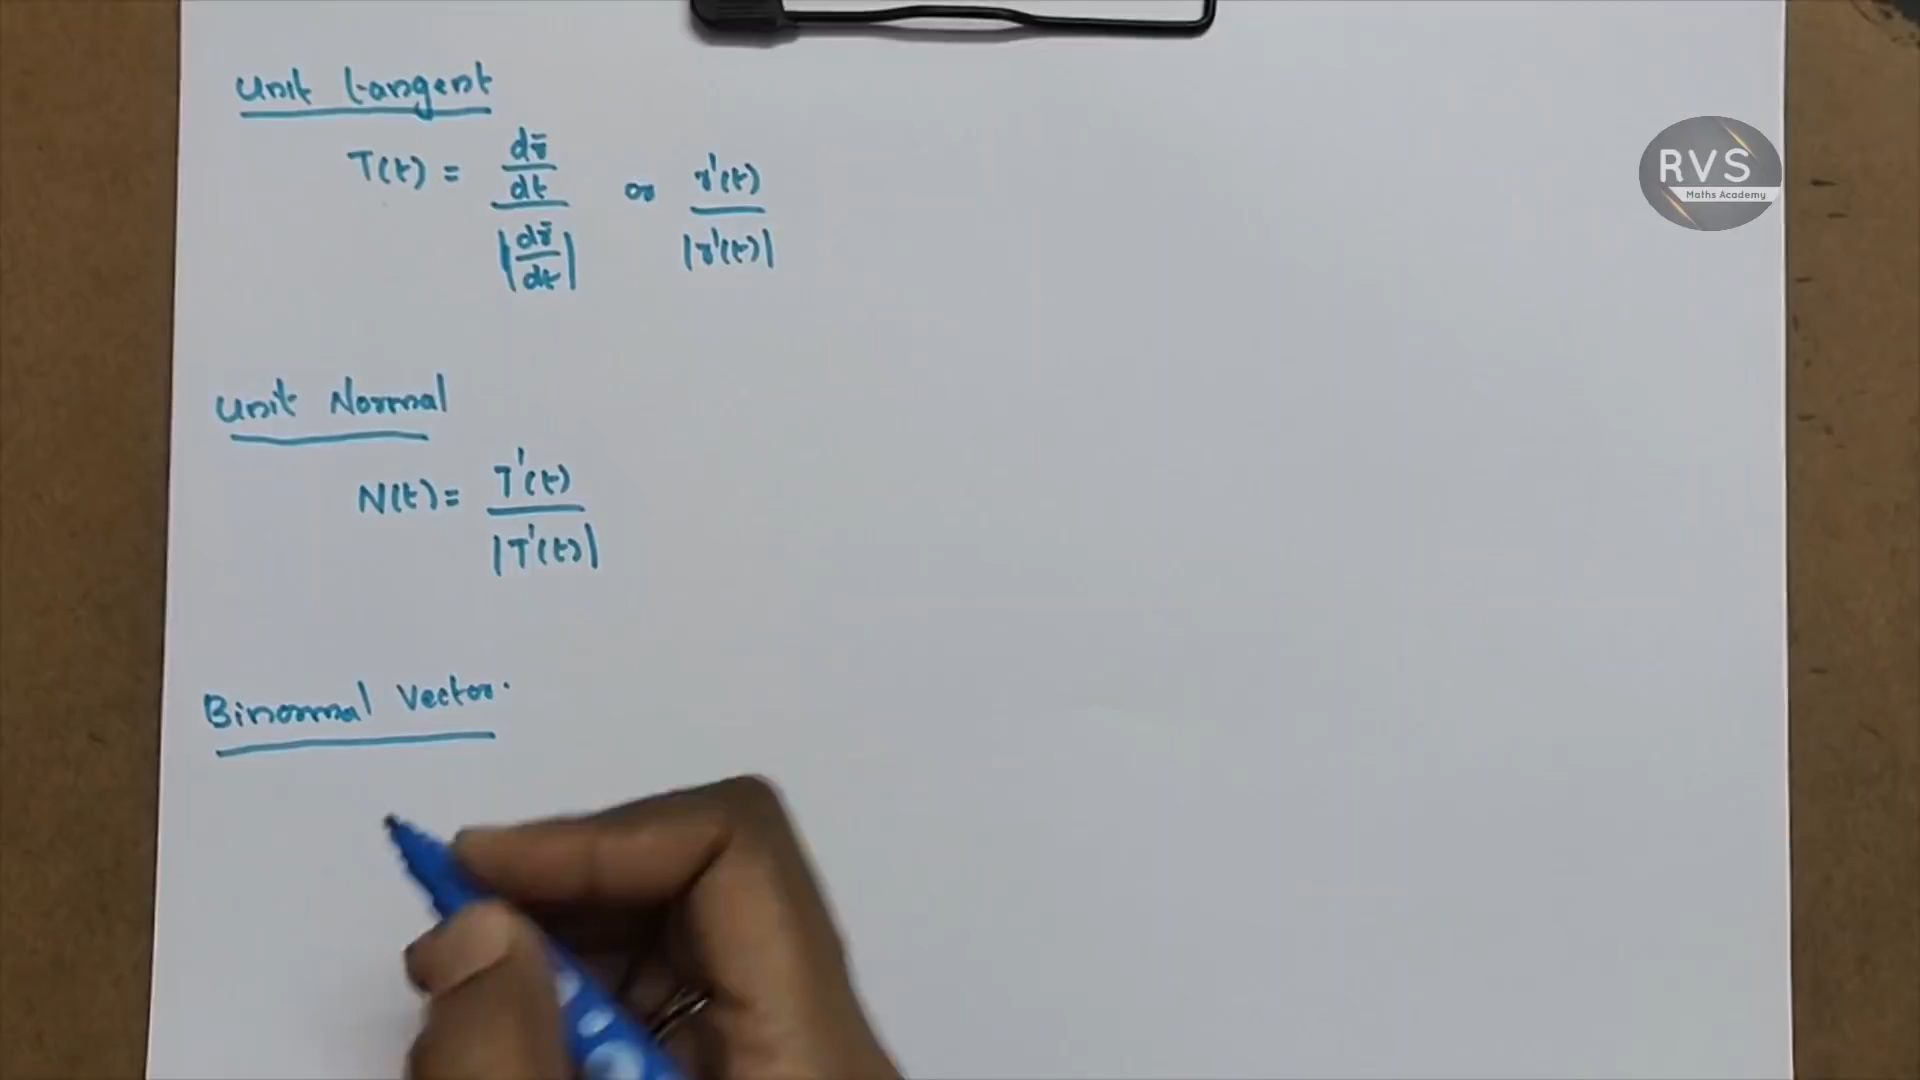 Unit tangent
T(t) = dr̄/dt / |dr̄/dt| or r'(t) / |r'(t)|
RVS
Maths Academy
Unit Normal
N(t) = T'(t) / |T'(t)|
Binormal Vector.